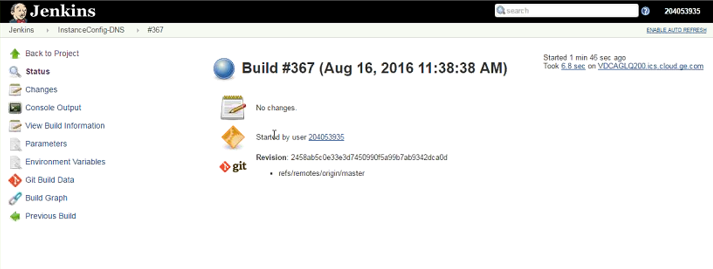 Jenkins
search
204053935
Jenkins
InstanceConfig-DNS
#367
ENABLE AUTO REFRESH
Back to Project
Status
Changes
Console Output
View Build Information
Parameters
Environment Variables
Git Build Data
Build Graph
Previous Build
Build #367 (Aug 16, 2016 11:38:38 AM)
Started 1 min 46 sec ago
Took 6.8 sec on VDCAGLQ200.ics.cloud.ge.com
No changes.
Started by user 204053935
git
Revision: 2458ab5c0e33e3d7450990f5a99b7ab9342dca0d
refs/remotes/origin/master